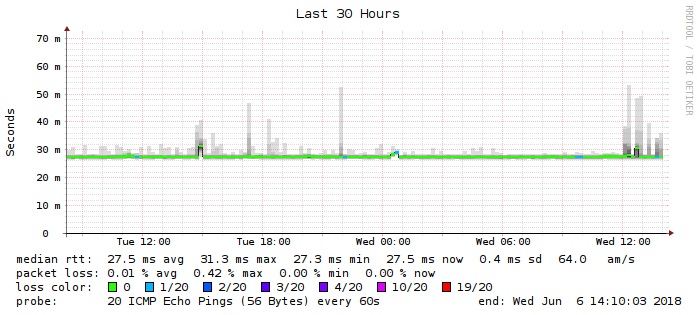 Last 30 Hours
RRDTOOL / TOBI OETIKER
Seconds
70 m
60 m
50 m
40 m
30 m
20 m
10 m
0
Tue 12:00 Tue 18:00 Wed 00:00 Wed 06:00 Wed 12:00
median rtt: 27.5 ms avg 31.3 ms max 27.3 ms min 27.5 ms now 0.4 ms sd 64.0 am/s
packet loss: 0.01 % avg 0.42 % max 0.00 % min 0.00 % now
loss color: 0 1/20 2/20 3/20 4/20 10/20 19/20
probe: 20 ICMP Echo Pings (56 Bytes) every 60s end: Wed Jun 6 14:10:03 2018